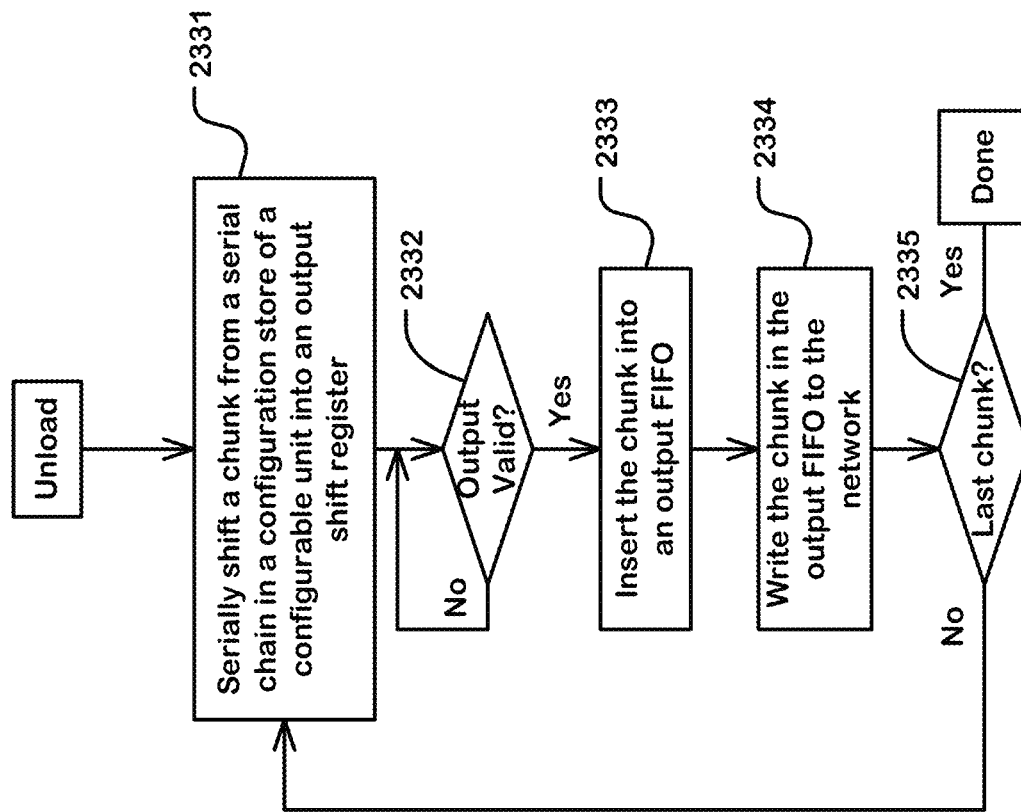 Unload
2331
Serially shift a chunk from a serial
chain in a configuration store of a
configurable unit into an output
shift register
2332
Output
Valid?
No
Yes
2333
Insert the chunk into
an output FIFO
2334
Write the chunk in the
output FIFO to the
network
2335
Last chunk?
No
Yes
Done